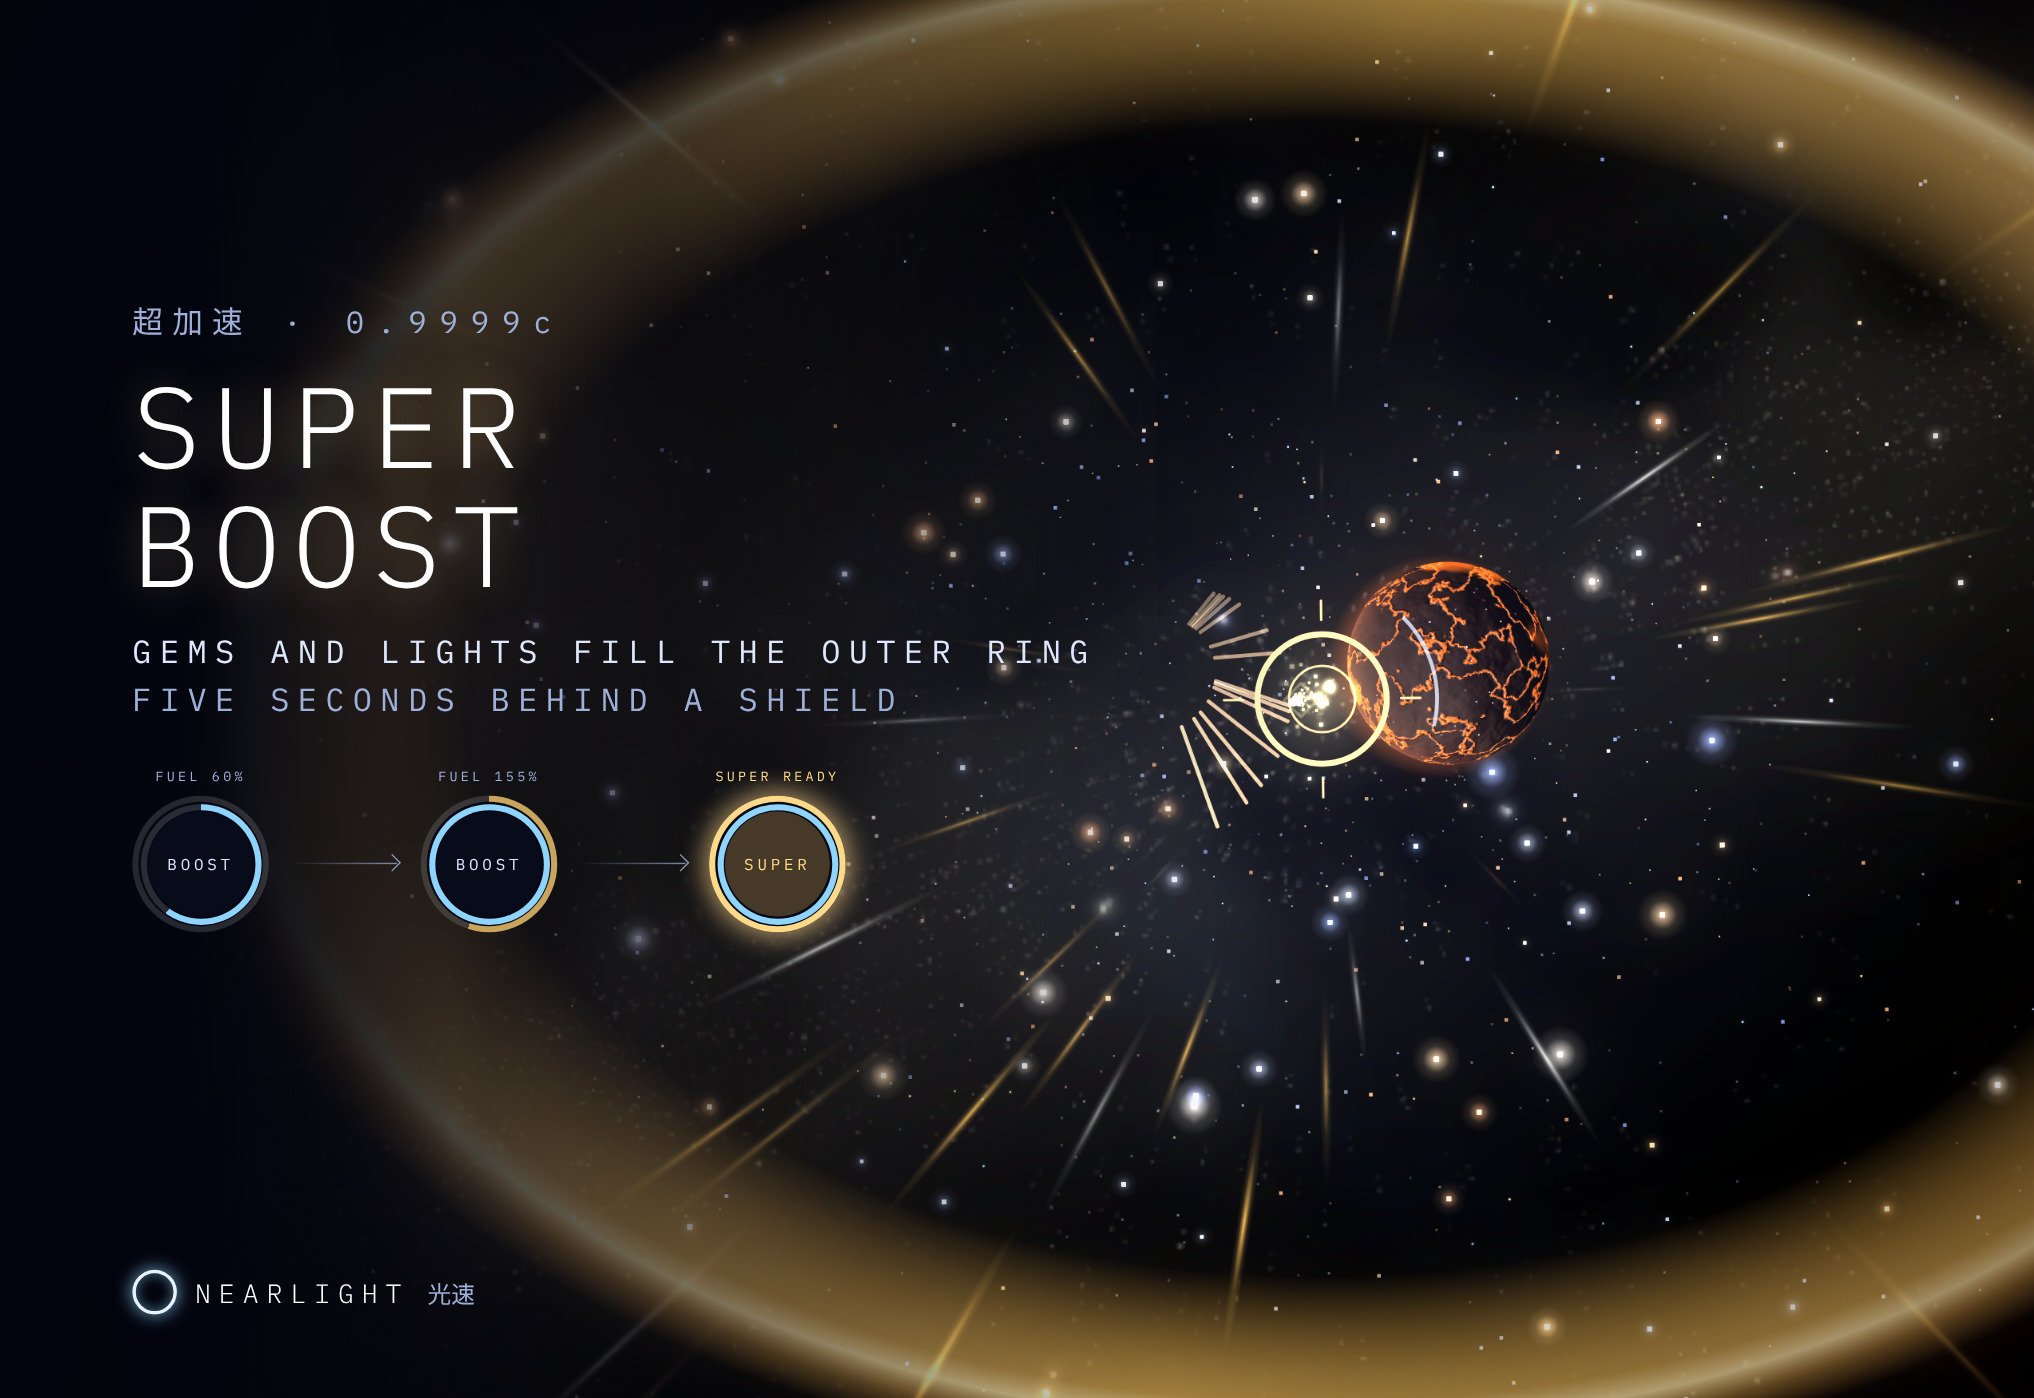 超加速 · 0.9999c
SUPER
BOOST
GEMS AND LIGHTS FILL THE OUTER RING
FIVE SECONDS BEHIND A SHIELD
FUEL 60%
FUEL 155%
SUPER READY
BOOST
BOOST
SUPER
NEARLIGHT 光速